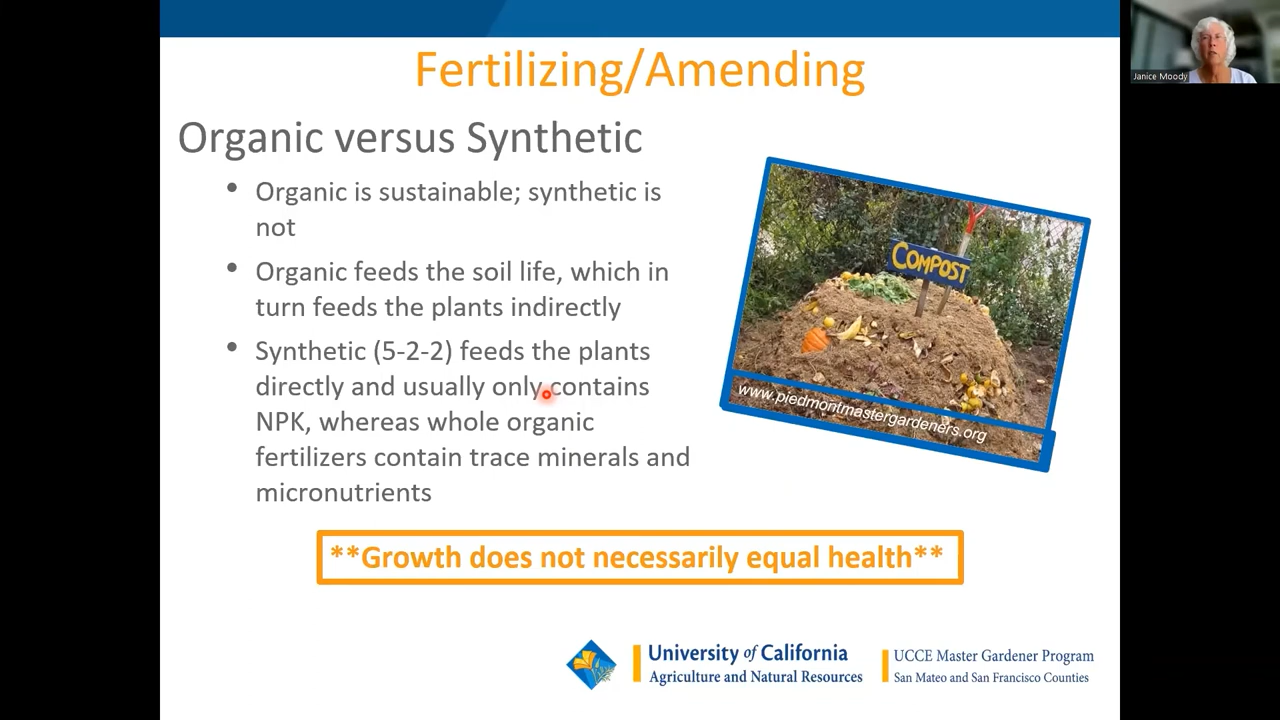 Fertilizing/Amending
Janice Moody
Organic versus Synthetic
• Organic is sustainable; synthetic is
not
• Organic feeds the soil life, which in
turn feeds the plants indirectly
• Synthetic (5-2-2) feeds the plants
directly and usually only contains
NPK, whereas whole organic
fertilizers contain trace minerals and
micronutrients
COMPOST
www.piedmontmastergardeners.org
**Growth does not necessarily equal health**
University of California
Agriculture and Natural Resources
UCCE Master Gardener Program
San Mateo and San Francisco Counties